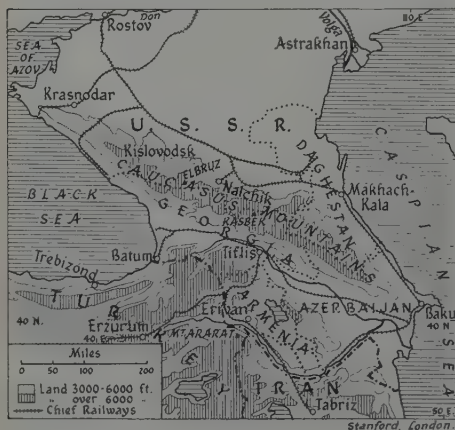 Don
Rostov
Volga
SEA
OF
AZOV
Astrakhan
Krasnodar
U. S. S. R.
Kislovodsk
ELBRUZ
Nalchik
DAGHESTAN
CASPIAN
SEA
CAUCASUS MOUNTAINS
KASBEK
Makhach-
Kala
BLACK
SEA
GEORGIA
Batum
Tiflis
Trebizond
TURKEY
Erivan
ARMENIA
AZERBAIJAN
Baku
40 N.
40 N
Erzurum
MT ARARAT
IRAN
Tabriz
Miles
0 100 200
Land 3000-6000 ft.
" over 6000 "
Chief Railways
50 E.
Stanford, London.